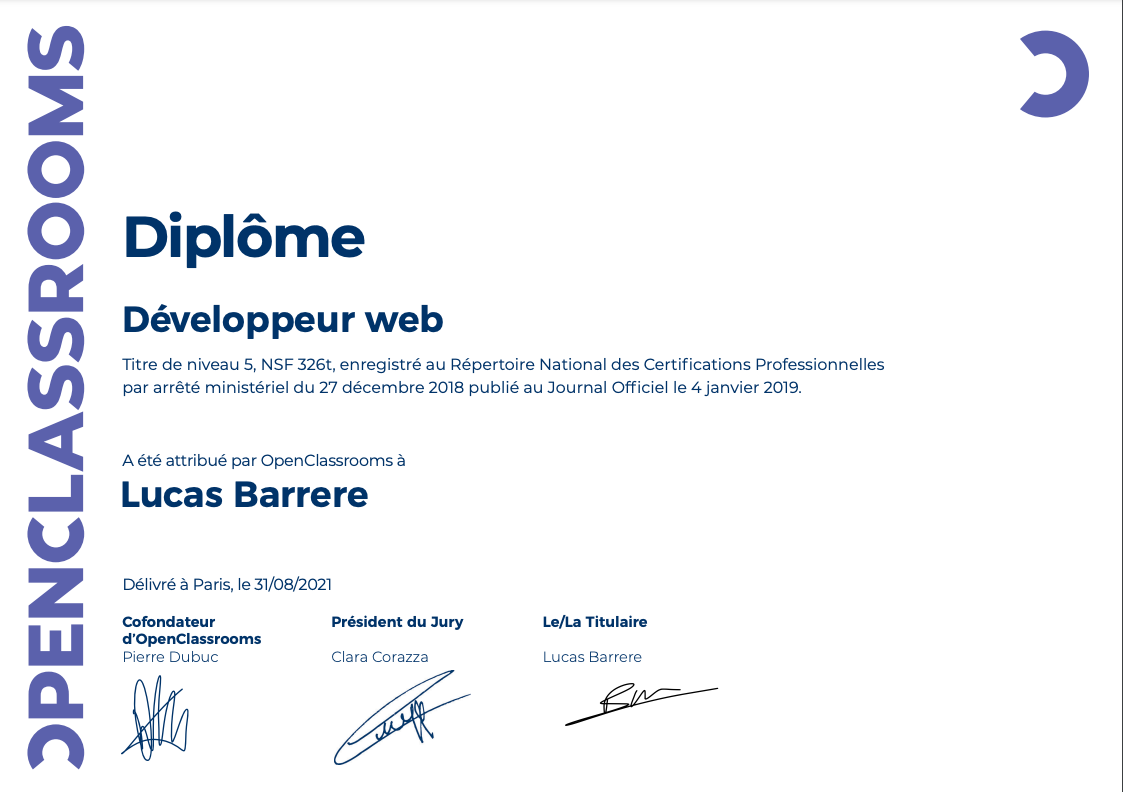 OPENCLASSROOMS
Diplôme
Développeur web
Titre de niveau 5, NSF 326t, enregistré au Répertoire National des Certifications Professionnelles
par arrêté ministériel du 27 décembre 2018 publié au Journal Officiel le 4 janvier 2019.
A été attribué par OpenClassrooms à
Lucas Barrere
Délivré à Paris, le 31/08/2021
Cofondateur
d'OpenClassrooms
Pierre Dubuc
Président du Jury
Clara Corazza
Le/La Titulaire
Lucas Barrere